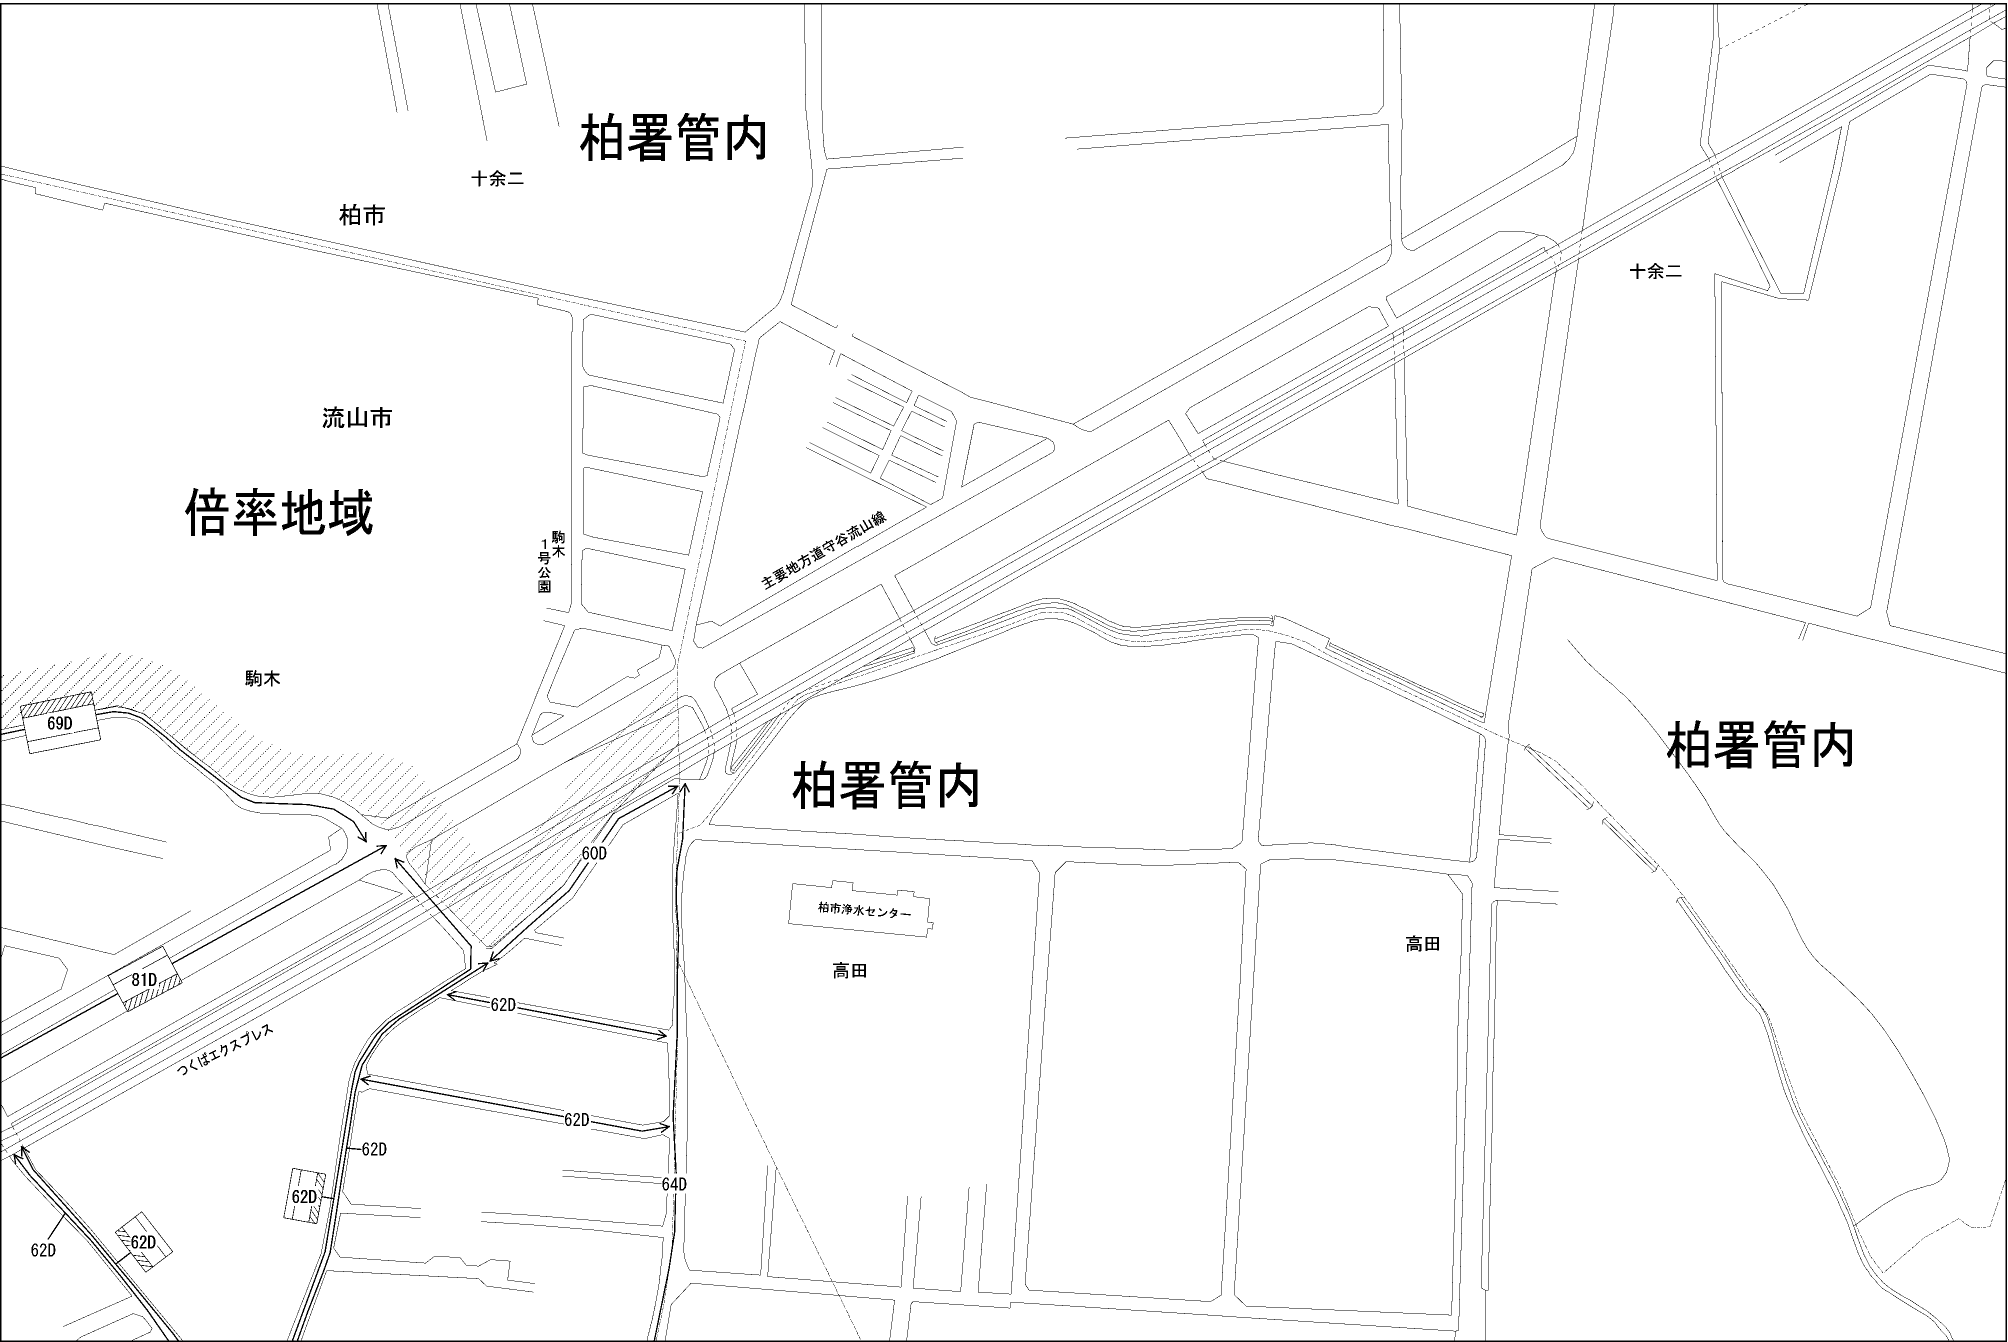 柏署管内
十余二
柏市
十余二
流山市
倍率地域
駒木
1号公園
主要地方道守谷流山線
駒木
69D
柏署管内
柏署管内
60D
柏市浄水センター
高田
高田
81D
62D
つくばエクスプレス
62D
62D
64D
62D
62D
62D